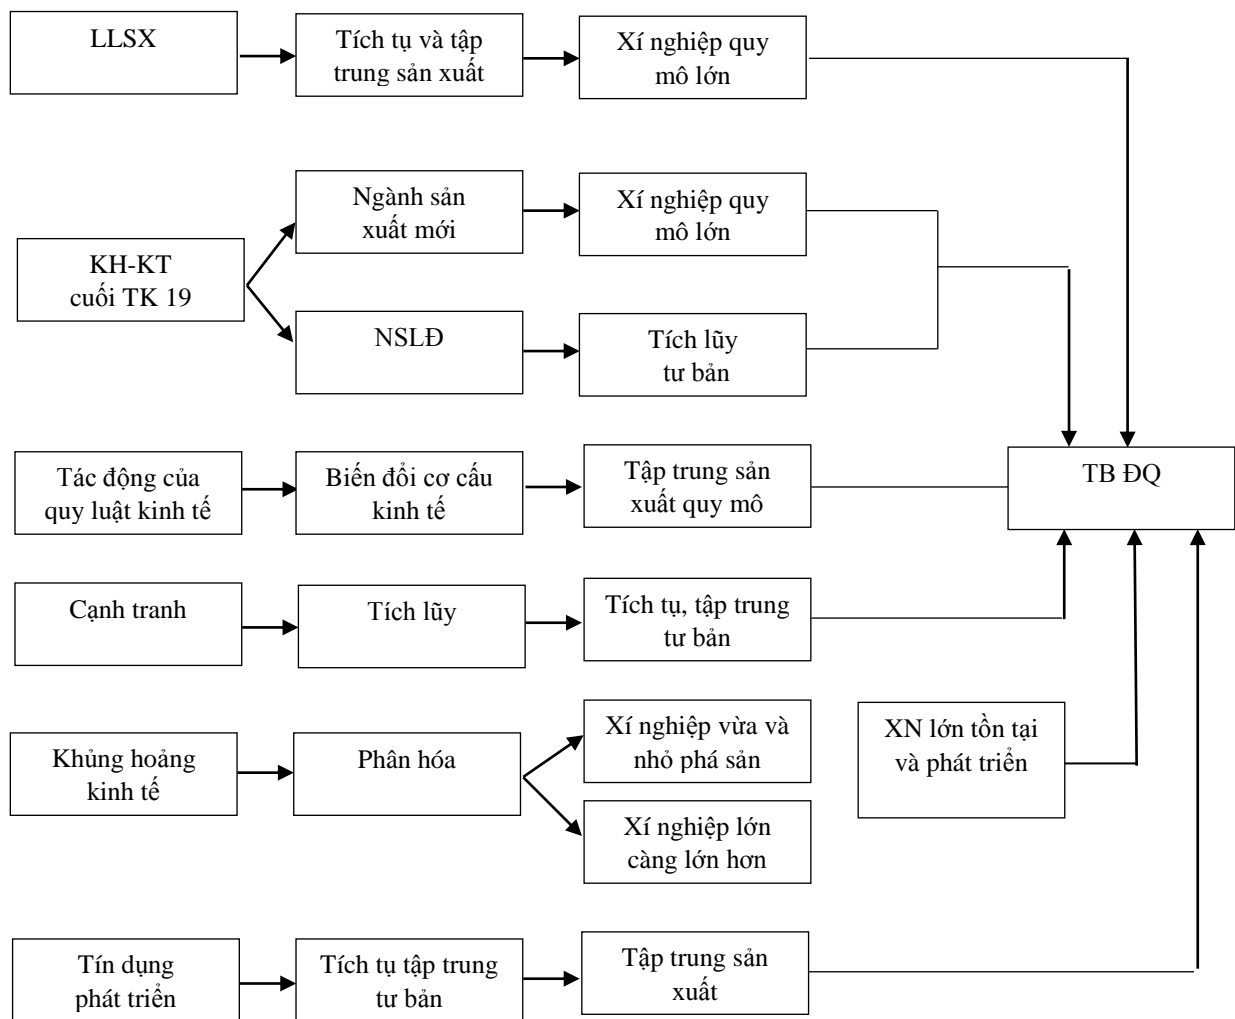 LLSX
Tích tụ và tập
trung sản xuất
Xí nghiệp quy
mô lớn
KH-KT
cuối TK 19
Ngành sản
xuất mới
Xí nghiệp quy
mô lớn
NSLĐ
Tích lũy
tư bản
Tác động của
quy luật kinh tế
Biến đổi cơ cấu
kinh tế
Tập trung sản
xuất quy mô
TB ĐQ
Cạnh tranh
Tích lũy
Tích tụ, tập trung
tư bản
Khủng hoảng
kinh tế
Phân hóa
Xí nghiệp vừa và
nhỏ phá sản
Xí nghiệp lớn
càng lớn hơn
XN lớn tồn tại
và phát triển
Tín dụng
phát triển
Tích tụ tập trung
tư bản
Tập trung sản
xuất